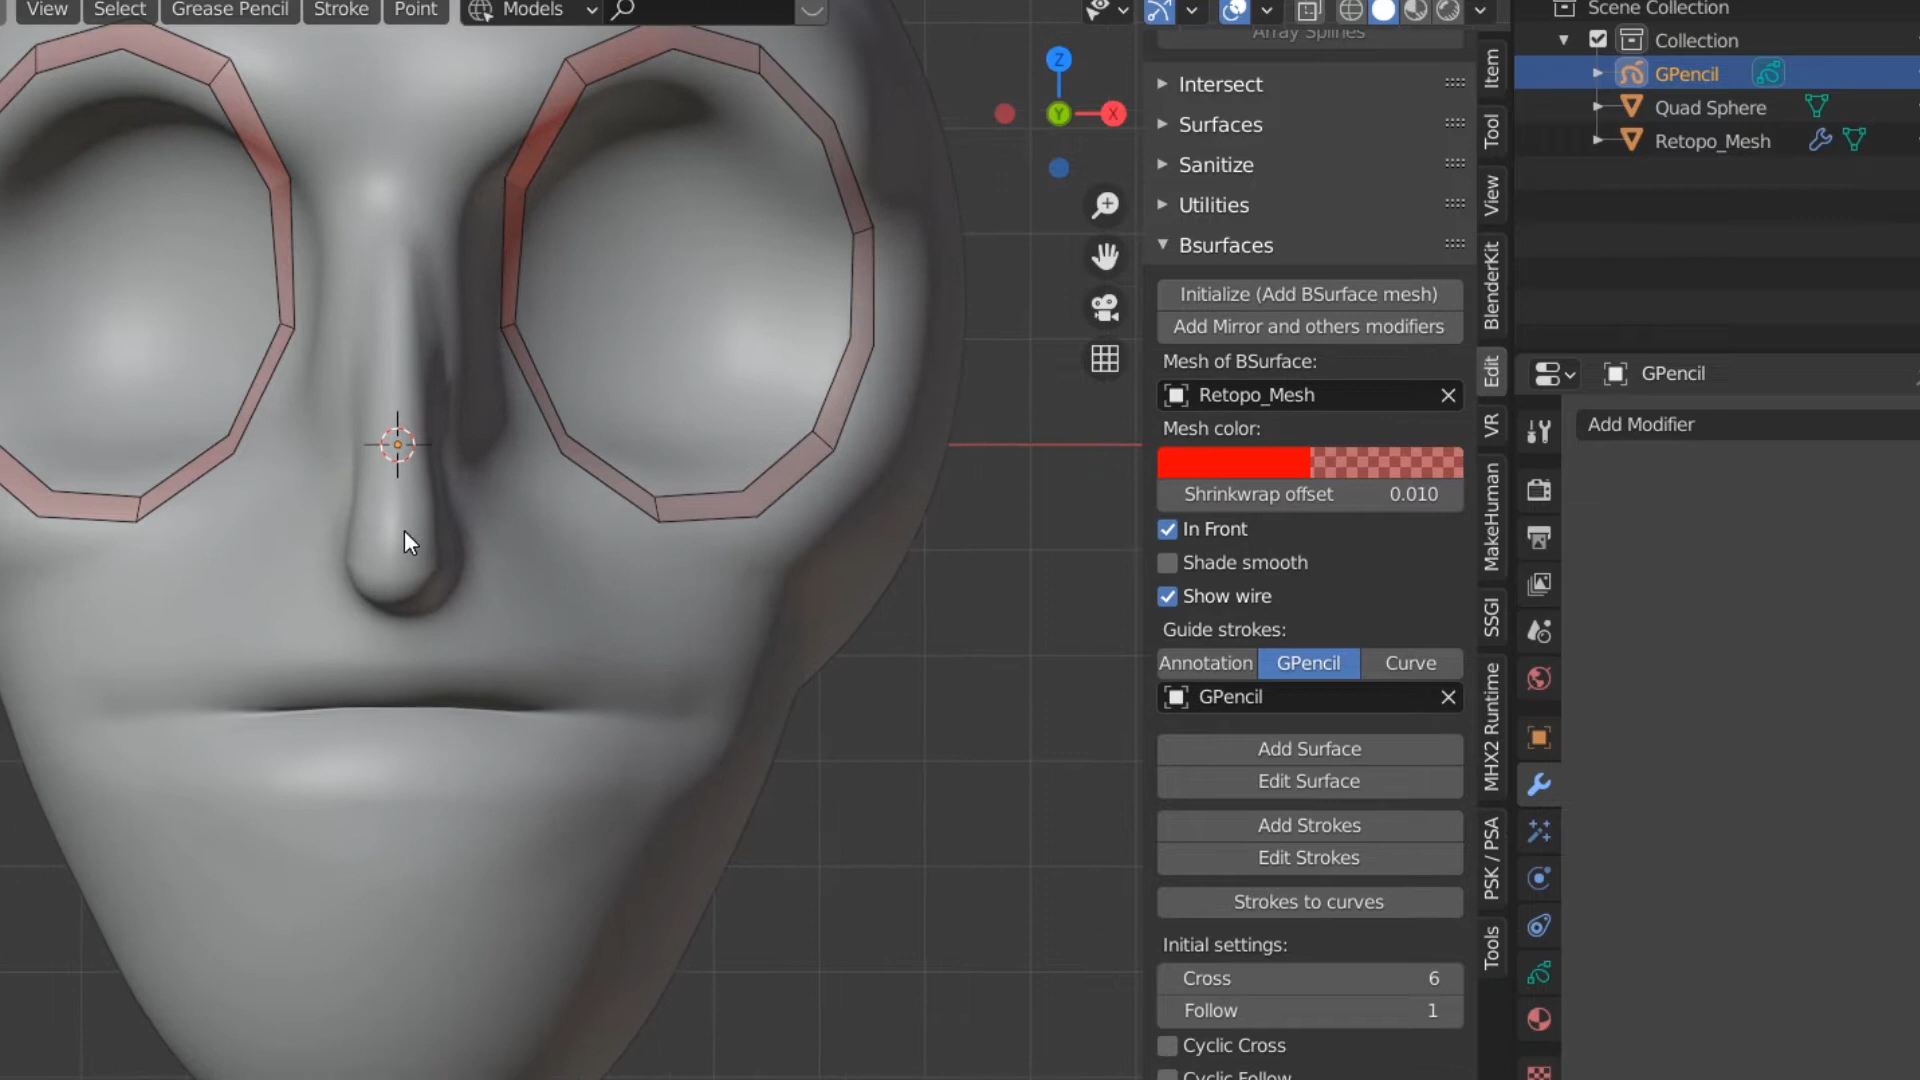 View Select Grease Pencil Stroke Point Models
Scene Collection
Collection
GPencil
Quad Sphere
Retopo_Mesh
Z
Y
X
Array Splines
Intersect
Surfaces
Sanitize
Utilities
Bsurfaces
Initialize (Add BSurface mesh)
Add Mirror and others modifiers
Mesh of BSurface:
Retopo_Mesh
Mesh color:
Shrinkwrap offset 0.010
In Front
Shade smooth
Show wire
Guide strokes:
Annotation GPencil Curve
GPencil
Add Surface
Edit Surface
Add Strokes
Edit Strokes
Strokes to curves
Initial settings:
Cross 6
Follow 1
Cyclic Cross
Cyclic Follow
Item
Tool
View
BlenderKit
Edit
VR
MakeHuman
SSGI
MHX2 Runtime
PSK / PSA
Tools
GPencil
Add Modifier